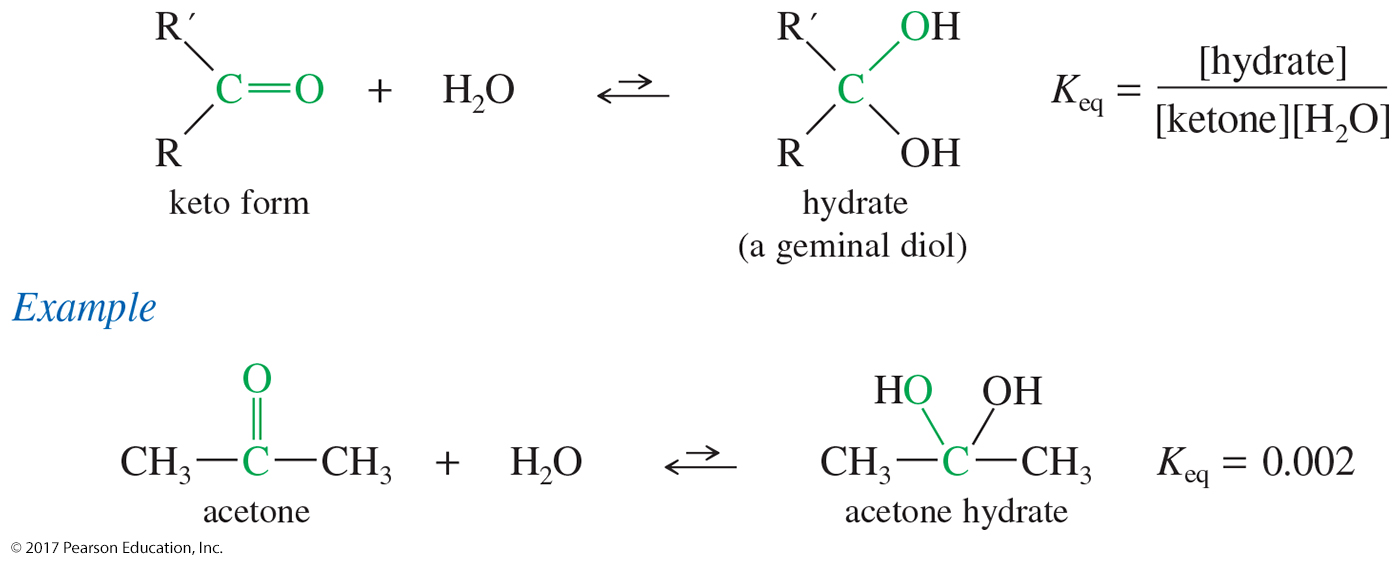 R´ R´ OH
C=O + H₂O ⇌ C Keq = [hydrate] / [ketone][H₂O]
R R OH
keto form hydrate
(a geminal diol)
Example
O HO OH
CH₃—C—CH₃ + H₂O ⇌ CH₃—C—CH₃ Keq = 0.002
acetone acetone hydrate
© 2017 Pearson Education, Inc.